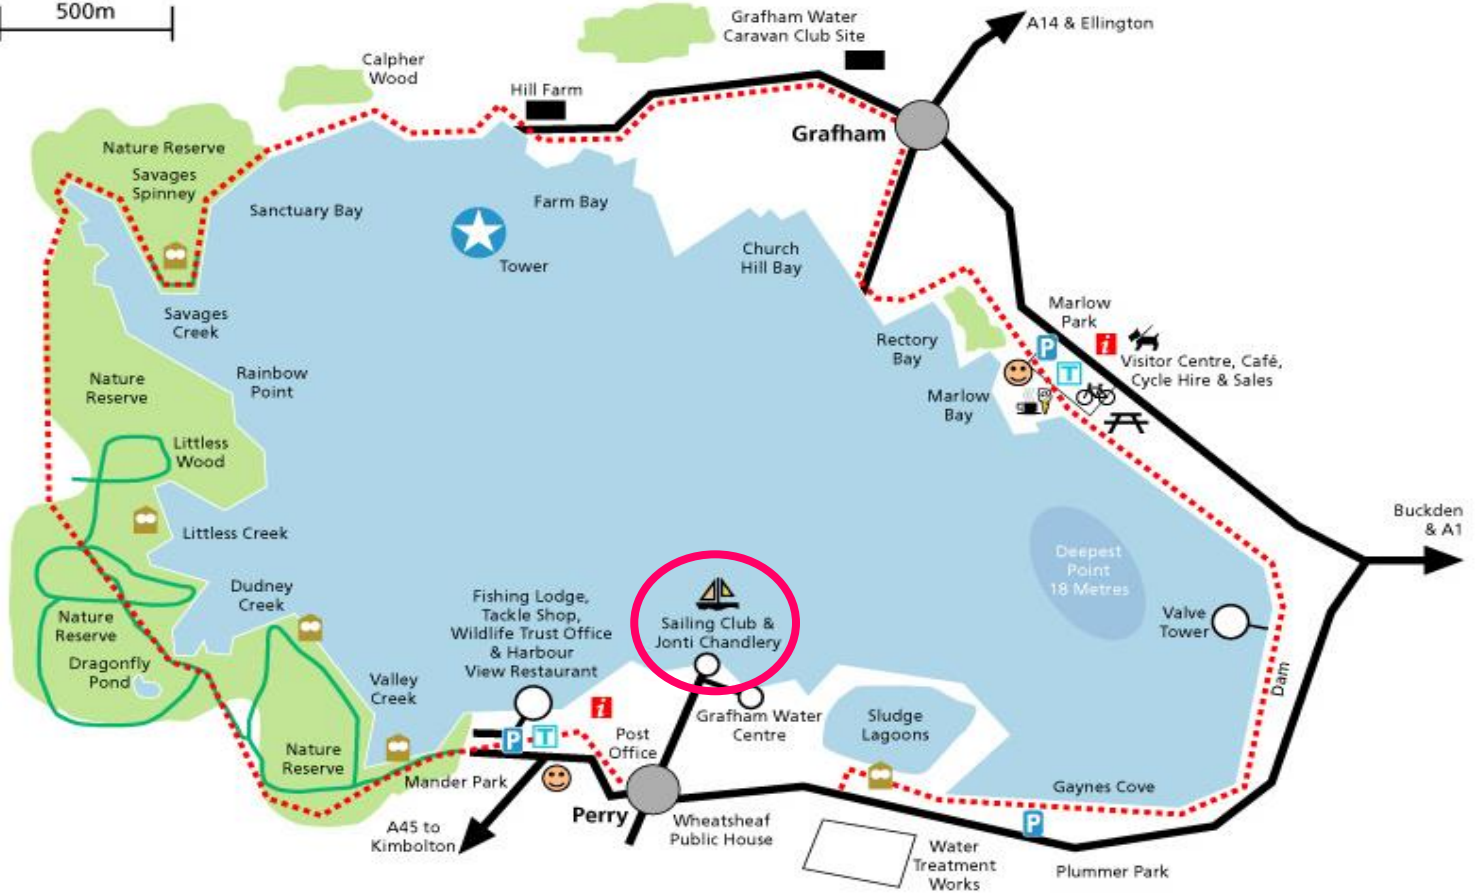 500m
Grafham Water
Caravan Club Site
A14 & Ellington
Calpher
Wood
Hill Farm
Grafham
Nature Reserve
Savages
Spinney
Sanctuary Bay
Farm Bay
Tower
Church
Hill Bay
Savages
Creek
Marlow
Park
i
P
T
Visitor Centre, Café,
Cycle Hire & Sales
Rectory
Bay
Marlow
Bay
Rainbow
Point
Nature
Reserve
Littless
Wood
Littless Creek
Buckden
& A1
Deepest
Point
18 Metres
Dudney
Creek
Fishing Lodge,
Tackle Shop,
Wildlife Trust Office
& Harbour
View Restaurant
Sailing Club &
Jonti Chandlery
Valve
Tower
Nature
Reserve
Dragonfly
Pond
Valley
Creek
Dam
i
P
T
Post
Office
Grafham Water
Centre
Sludge
Lagoons
Nature
Reserve
Mander Park
Gaynes Cove
Perry
Wheatsheaf
Public House
P
A45 to
Kimbolton
Water
Treatment
Works
Plummer Park